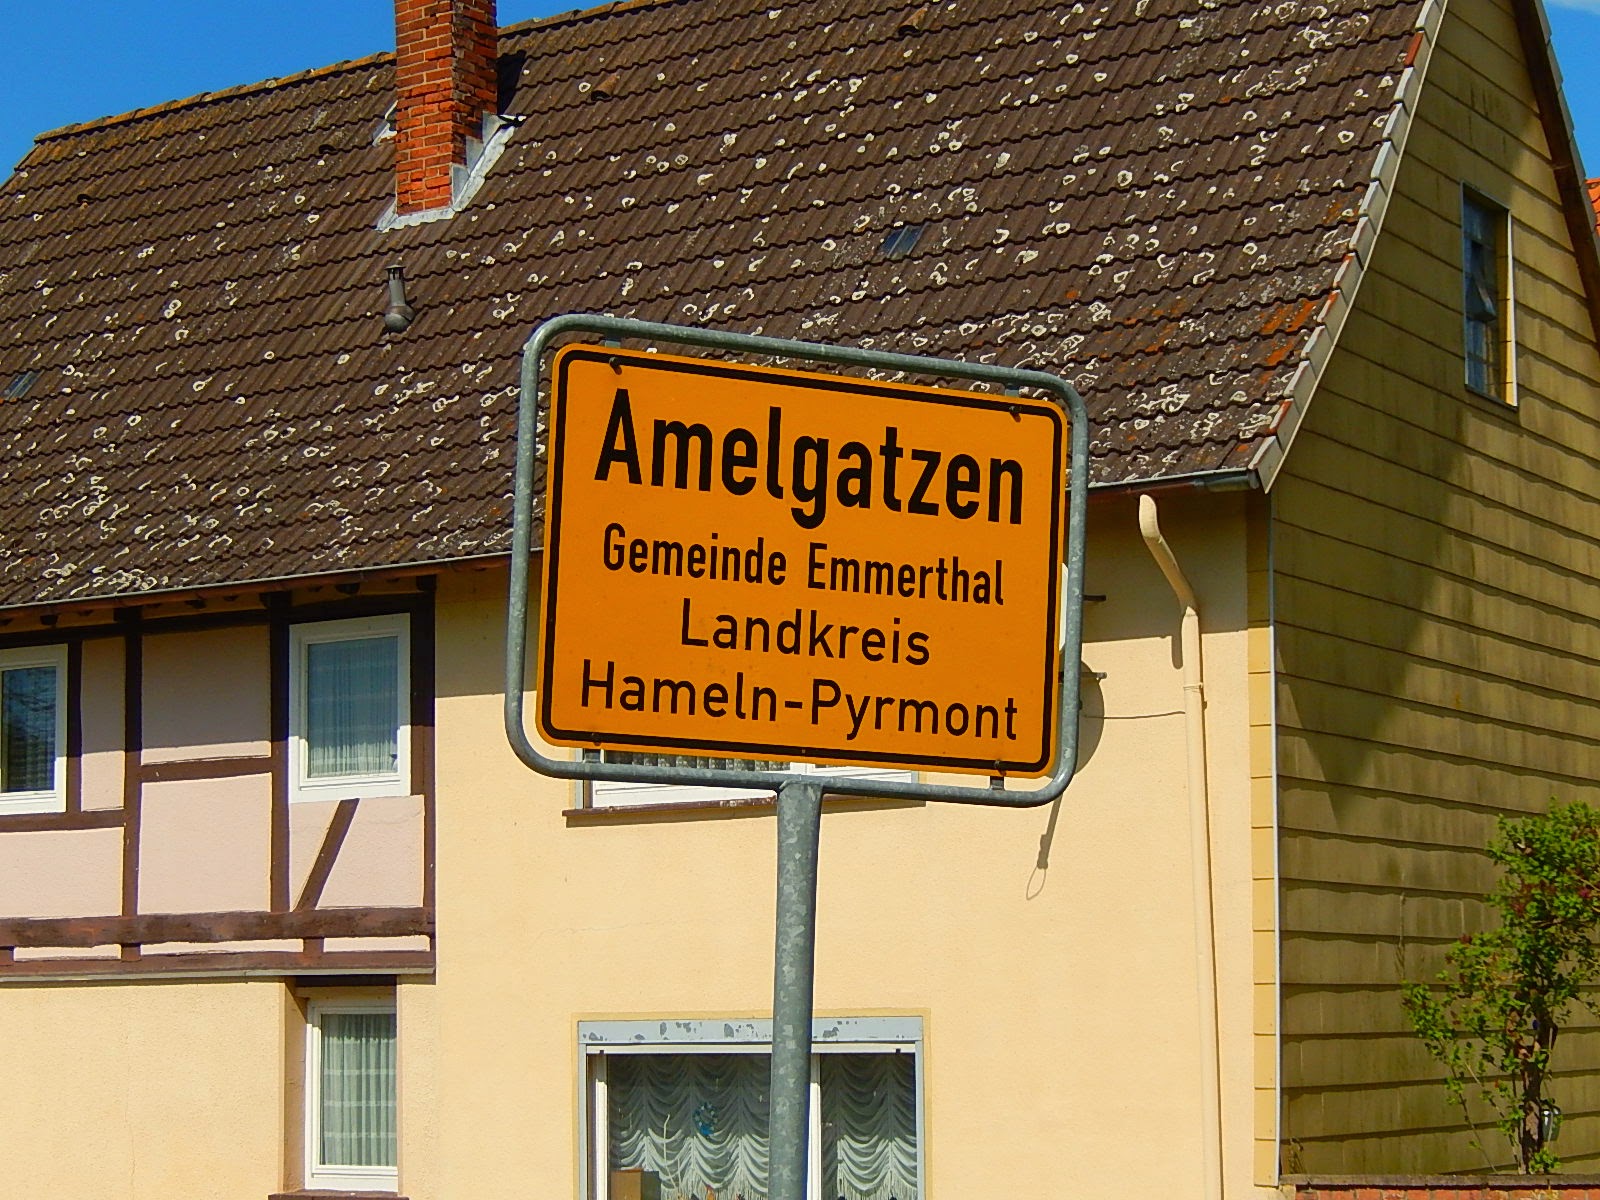 Amelgatzen
Gemeinde Emmerthal
Landkreis
Hameln-Pyrmont